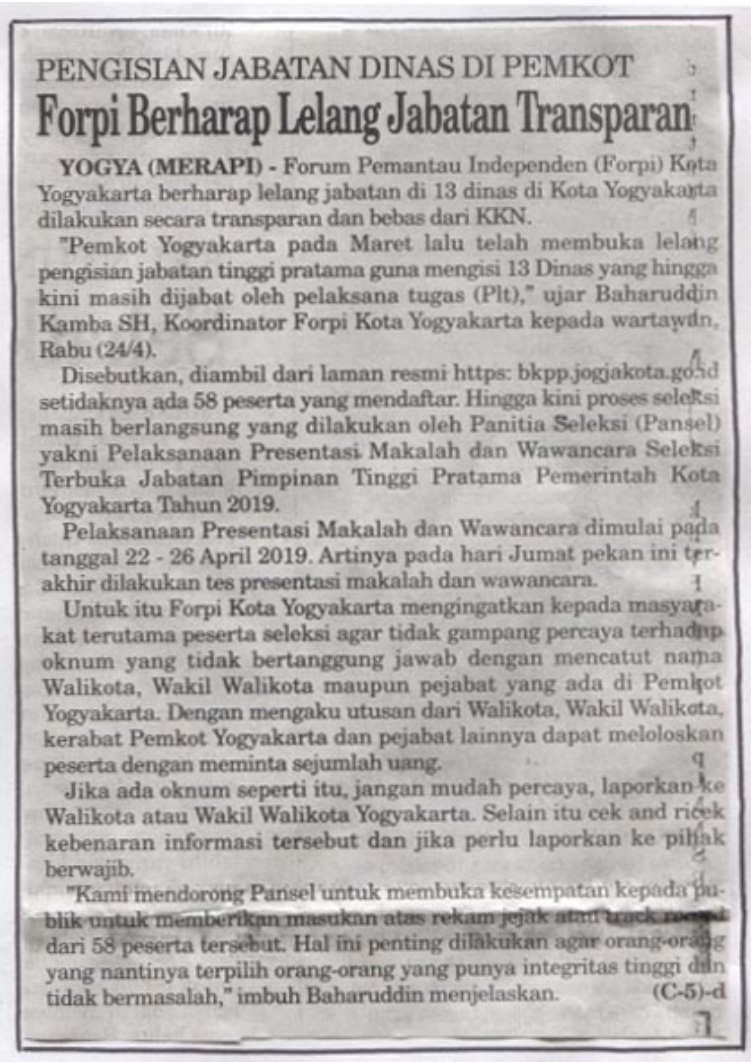 PENGISIAN JABATAN DINAS DI PEMKOT
Forpi Berharap Lelang Jabatan Transparan
YOGYA (MERAPI) - Forum Pemantau Independen (Forpi) Kota
Yogyakarta berharap lelang jabatan di 13 dinas di Kota Yogyakarta
dilakukan secara transparan dan bebas dari KKN.
"Pemkot Yogyakarta pada Maret lalu telah membuka lelang
pengisian jabatan tinggi pratama guna mengisi 13 Dinas yang hingga
kini masih dijabat oleh pelaksana tugas (Plt)," ujar Baharuddin
Kamba SH, Koordinator Forpi Kota Yogyakarta kepada wartawan,
Rabu (24/4).
Disebutkan, diambil dari laman resmi https: bkpp.jogjakota.go.id
setidaknya ada 58 peserta yang mendaftar. Hingga kini proses seleksi
masih berlangsung yang dilakukan oleh Panitia Seleksi (Pansel)
yakni Pelaksanaan Presentasi Makalah dan Wawancara Seleksi
Terbuka Jabatan Pimpinan Tinggi Pratama Pemerintah Kota
Yogyakarta Tahun 2019.
Pelaksanaan Presentasi Makalah dan Wawancara dimulai pada
tanggal 22 - 26 April 2019. Artinya pada hari Jumat pekan ini ter-
akhir dilakukan tes presentasi makalah dan wawancara.
Untuk itu Forpi Kota Yogyakarta mengingatkan kepada masyara-
kat terutama peserta seleksi agar tidak gampang percaya terhadap
oknum yang tidak bertanggung jawab dengan mencatut nama
Walikota, Wakil Walikota maupun pejabat yang ada di Pemkot
Yogyakarta. Dengan mengaku utusan dari Walikota, Wakil Walikota,
kerabat Pemkot Yogyakarta dan pejabat lainnya dapat meloloskan
peserta dengan meminta sejumlah uang.
Jika ada oknum seperti itu, jangan mudah percaya, laporkan ke
Walikota atau Wakil Walikota Yogyakarta. Selain itu cek and ricek
kebenaran informasi tersebut dan jika perlu laporkan ke pihak
berwajib.
"Kami mendorong Pansel untuk membuka kesempatan kepada pu-
blik untuk memberikan masukan atas rekam jejak atau track record
dari 58 peserta tersebut. Hal ini penting dilakukan agar orang-orang
yang nantinya terpilih orang-orang yang punya integritas tinggi dan
tidak bermasalah," imbuh Baharuddin menjelaskan. (C-5)-d